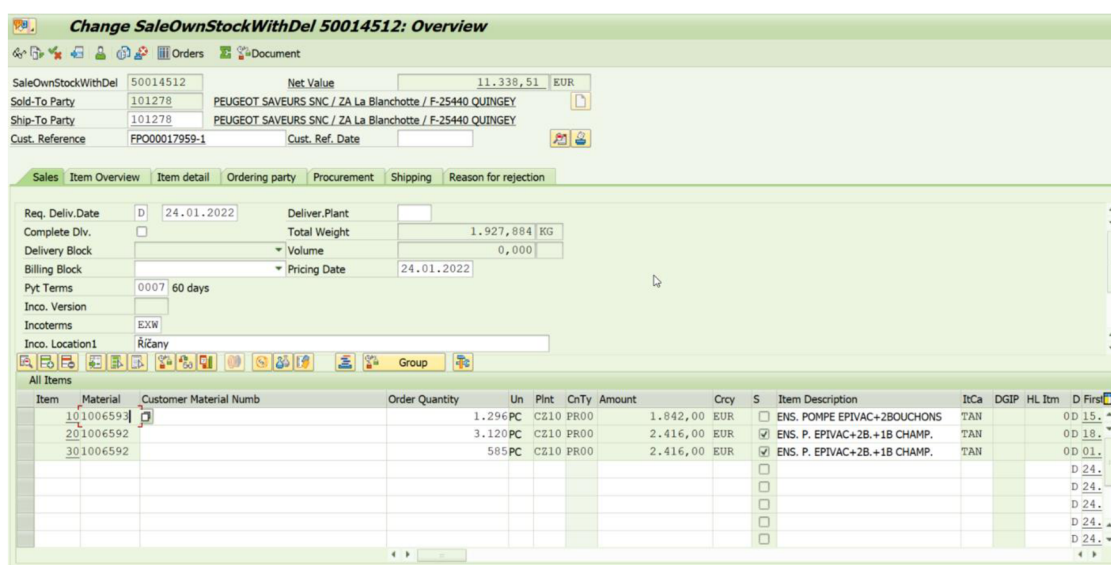 Change SaleOwnStockWithDel 50014512: Overview
Orders Document
SaleOwnStockWithDel 50014512 Net Value 11.338,51 EUR
Sold-To Party 101278 PEUGEOT SAVEURS SNC / ZA La Blanchotte / F-25440 QUINGEY
Ship-To Party 101278 PEUGEOT SAVEURS SNC / ZA La Blanchotte / F-25440 QUINGEY
Cust. Reference FPO00017959-1 Cust. Ref. Date
Sales Item Overview Item detail Ordering party Procurement Shipping Reason for rejection
Req. Deliv.Date D 24.01.2022 Deliver.Plant
Complete Dlv. Total Weight 1.927,884 KG
Delivery Block Volume 0,000
Billing Block Pricing Date 24.01.2022
Pyt Terms 0007 60 days
Inco. Version
Incoterms EXW
Inco. Location1 Říčany
Group
All Items
Item Material Customer Material Numb Order Quantity Un Plnt CnTy Amount Crcy S Item Description ItCa DGIP HL Itm D First
10 1006593 1.296 PC CZ10 PR00 1.842,00 EUR ENS. POMPE EPIVAC+2BOUCHONS TAN 0 D 15.
20 1006592 3.120 PC CZ10 PR00 2.416,00 EUR ENS. P. EPIVAC+2B.+1B CHAMP. TAN 0 D 18.
30 1006592 585 PC CZ10 PR00 2.416,00 EUR ENS. P. EPIVAC+2B.+1B CHAMP. TAN 0 D 01.
D 24.
D 24.
D 24.
D 24.
D 24.